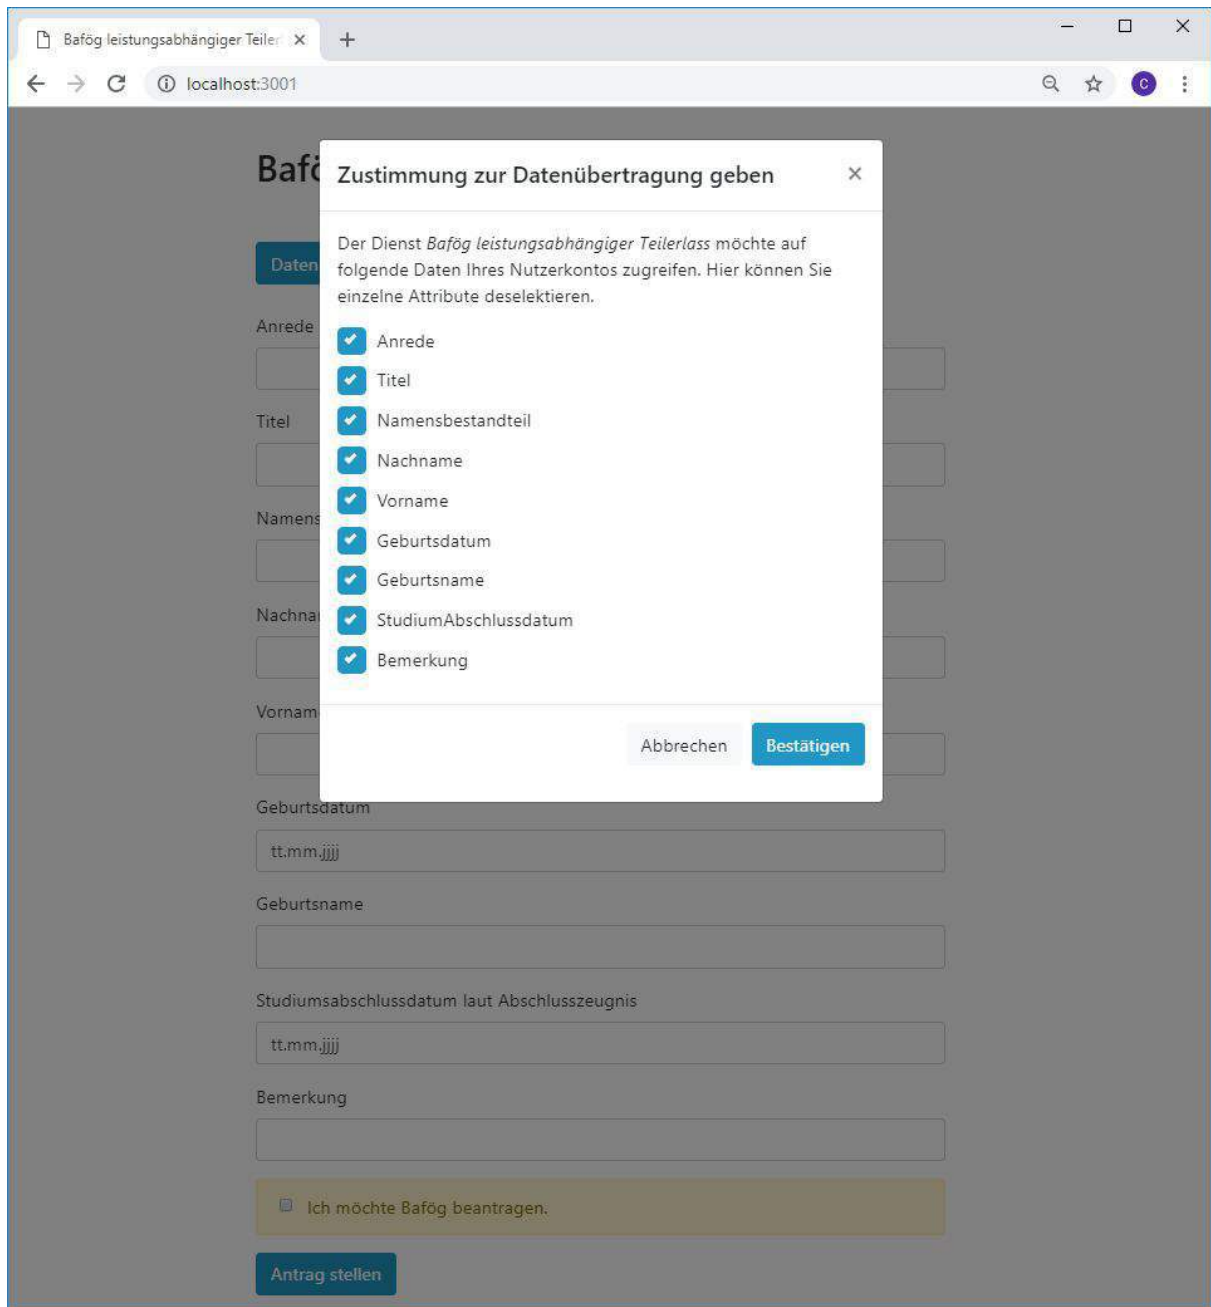 Bafög leistungsabhängiger Teiler
localhost:3001
C
Bafö
Zustimmung zur Datenübertragung geben
Der Dienst Bafög leistungsabhängiger Teilerlass möchte auf
folgende Daten Ihres Nutzerkontos zugreifen. Hier können Sie
einzelne Attribute deselektieren.
Daten
Anrede
Anrede
Titel
Titel
Namensbestandteil
Nachname
Vorname
Namens
Geburtsdatum
Geburtsname
Nachnar
StudiumAbschlussdatum
Bemerkung
Vornam
Abbrechen
Bestätigen
Geburtsdatum
tt.mm.jjjj
Geburtsname
Studiumsabschlussdatum laut Abschlusszeugnis
tt.mm.jjjj
Bemerkung
Ich möchte Bafög beantragen.
Antrag stellen